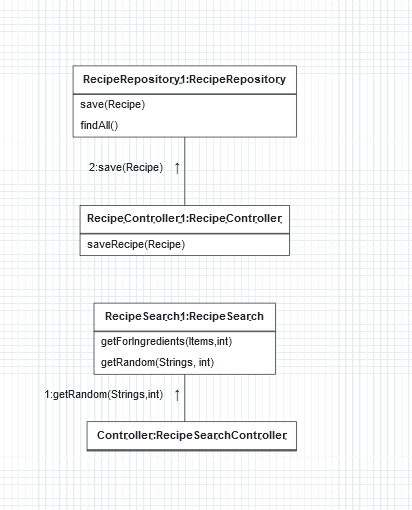 RecipeRepository1:RecipeRepository
save(Recipe)
findAll()
2:save(Recipe) ↑
RecipeController1:RecipeController
saveRecipe(Recipe)
RecipeSearch1:RecipeSearch
getForIngredients(Items,int)
getRandom(Strings, int)
1:getRandom(Strings,int) ↑
Controller:RecipeSearchController